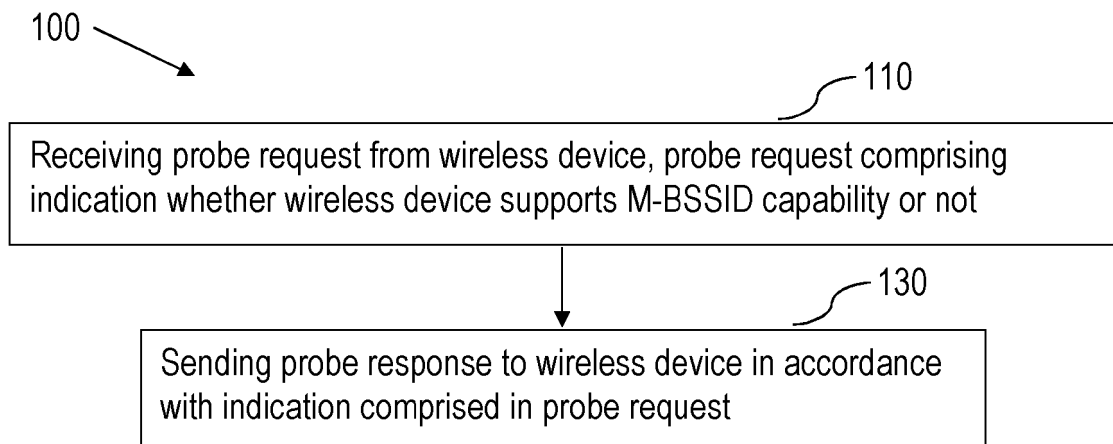 100
110
Receiving probe request from wireless device, probe request comprising
indication whether wireless device supports M-BSSID capability or not
130
Sending probe response to wireless device in accordance
with indication comprised in probe request